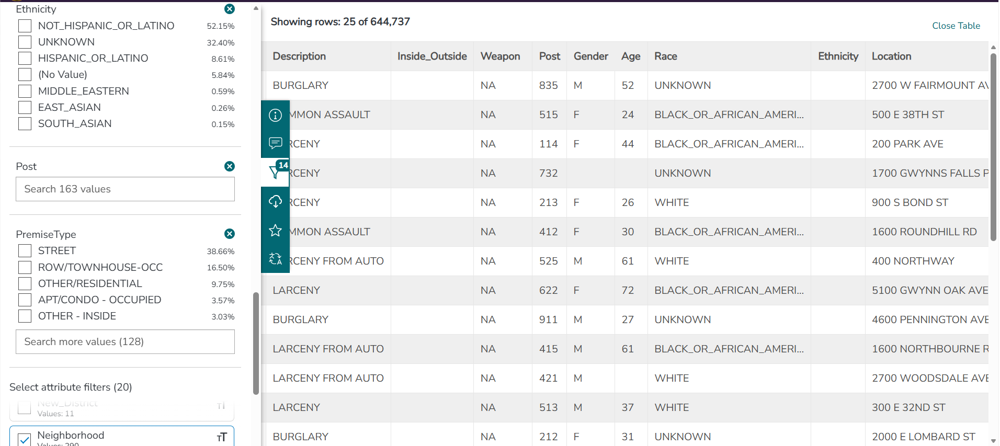 Ethnicity
NOT_HISPANIC_OR_LATINO 52.15%
UNKNOWN 32.40%
HISPANIC_OR_LATINO 8.61%
(No Value) 5.84%
MIDDLE_EASTERN 0.59%
EAST_ASIAN 0.26%
SOUTH_ASIAN 0.15%
Post
Search 163 values
PremiseType
STREET 38.66%
ROW/TOWNHOUSE-OCC 16.50%
OTHER/RESIDENTIAL 9.75%
APT/CONDO - OCCUPIED 3.57%
OTHER - INSIDE 3.03%
Search more values (128)
Select attribute filters (20)
New_District
Values: 11
Neighborhood
Values: 290
14
Showing rows: 25 of 644,737
Close Table
Description Inside_Outside Weapon Post Gender Age Race Ethnicity Location
BURGLARY NA 835 M 52 UNKNOWN 2700 W FAIRMOUNT AV
MMON ASSAULT NA 515 F 24 BLACK_OR_AFRICAN_AMERI... 500 E 38TH ST
RCENY NA 114 F 44 BLACK_OR_AFRICAN_AMERI... 200 PARK AVE
RCENY NA 732 UNKNOWN 1700 GWYNNS FALLS P
RCENY NA 213 F 26 WHITE 900 S BOND ST
MMON ASSAULT NA 412 F 30 BLACK_OR_AFRICAN_AMERI... 1600 ROUNDHILL RD
RCENY FROM AUTO NA 525 M 61 WHITE 400 NORTHWAY
LARCENY NA 622 F 72 BLACK_OR_AFRICAN_AMERI... 5100 GWYNN OAK AVE
BURGLARY NA 911 M 27 UNKNOWN 4600 PENNINGTON AVE
LARCENY FROM AUTO NA 415 M 61 BLACK_OR_AFRICAN_AMERI... 1600 NORTHBOURNE R
LARCENY FROM AUTO NA 421 M WHITE 2700 WOODSDALE AVE
LARCENY NA 513 M 37 WHITE 300 E 32ND ST
BURGLARY NA 212 F 31 UNKNOWN 2000 E LOMBARD ST